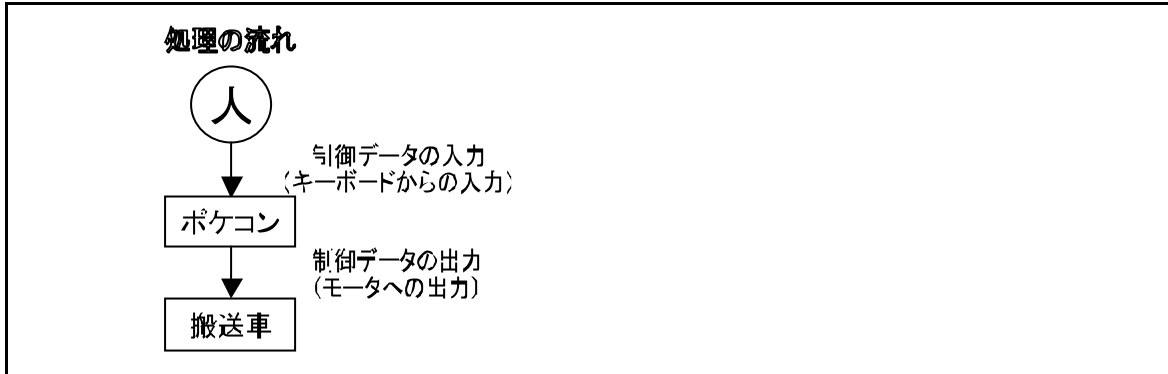 処理の流れ
人
制御データの入力
(キーボードからの入力)
ポケコン
制御データの出力
(モータへの出力)
搬送車